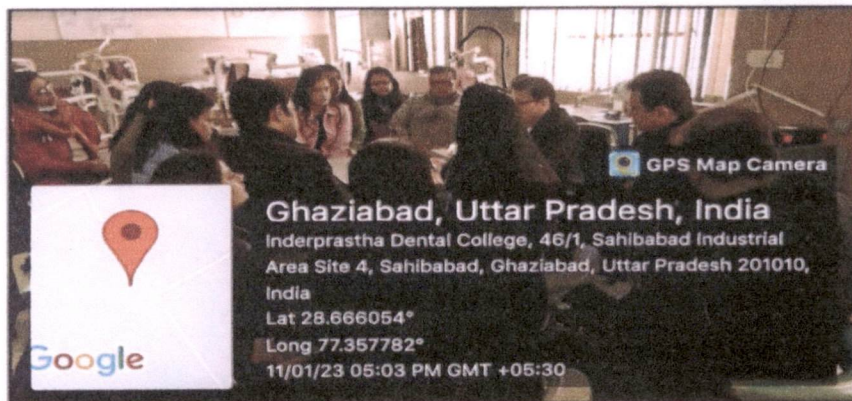 GPS Map Camera
Ghaziabad, Uttar Pradesh, India
Inderprastha Dental College, 46/1, Sahibabad Industrial
Area Site 4, Sahibabad, Ghaziabad, Uttar Pradesh 201010,
India
Lat 28.666054°
Long 77.357782°
11/01/23 05:03 PM GMT +05:30
Google